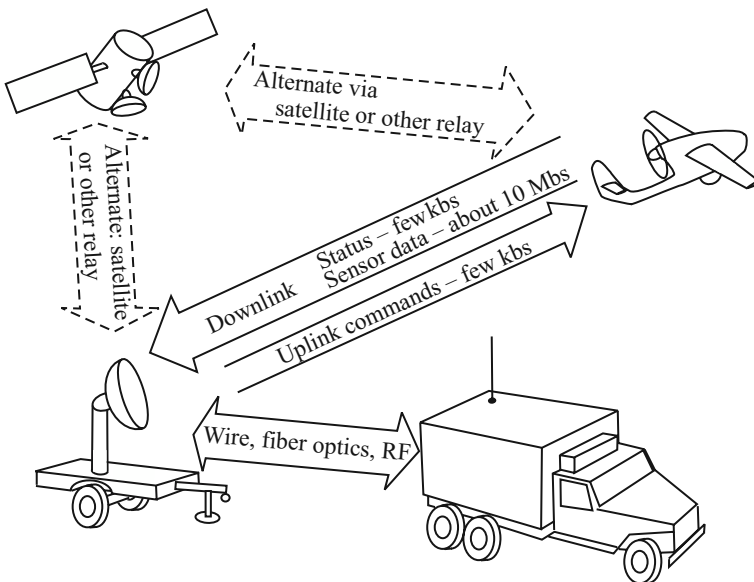 Alternate via
satellite or other relay
Alternate: satellite
or other relay
Status – few kbs
Sensor data – about 10 Mbs
Downlink
Uplink commands – few kbs
Wire, fiber optics, RF